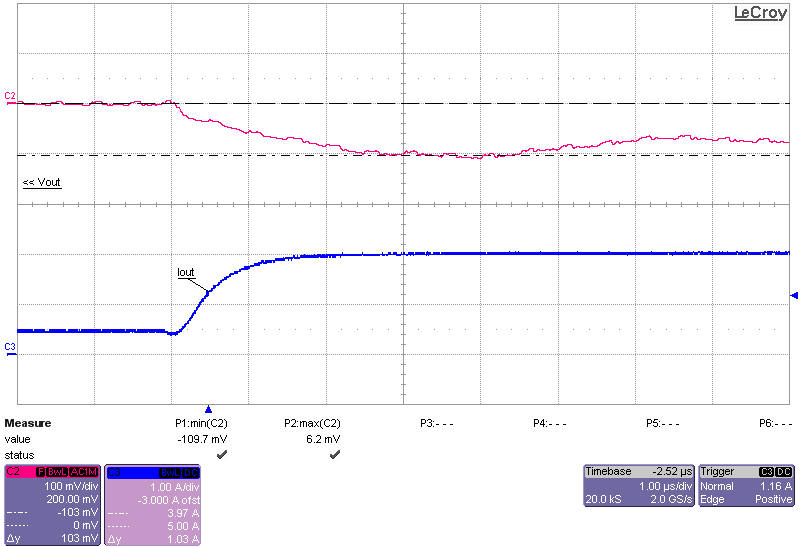 LeCroy
C2
<< Vout
Iout
C3
Measure P1:min(C2) P2:max(C2) P3:- - - P4:- - - P5:- - - P6:- - -
value -109.7 mV 6.2 mV
status
C2 F BwL AC1M
100 mV/div
200.00 mV
-103 mV
0 mV
Δy 103 mV
BwL DC
1.00 A/div
-3.000 A ofst
3.97 A
5.00 A
Δy 1.03 A
Timebase -2.52 µs
1.00 µs/div
20.0 kS 2.0 GS/s
Trigger C3 DC
Normal 1.16 A
Edge Positive